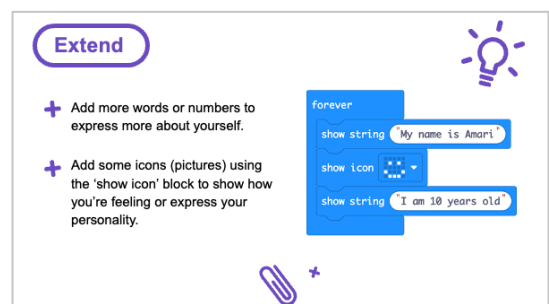 Extend
Add more words or numbers to
express more about yourself.
Add some icons (pictures) using
the ‘show icon’ block to show how
you’re feeling or express your
personality.
forever
show string "My name is Amari"
show icon
show string "I am 10 years old"